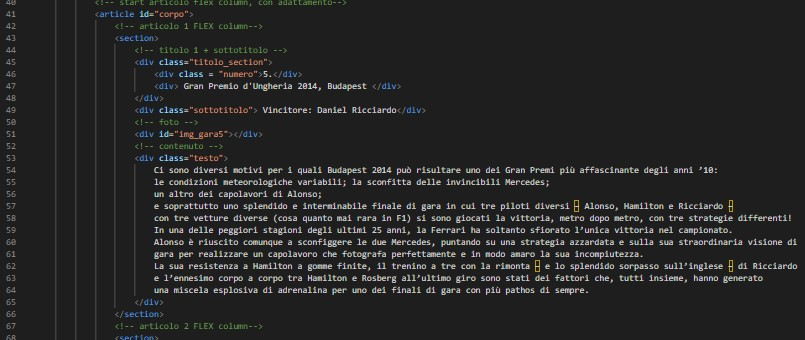 40 <!-- start articolo flex column, con adattamento-->
41 <article id="corpo">
42 <!-- articolo 1 FLEX column-->
43 <section>
44 <!-- titolo 1 + sottotitolo -->
45 <div class="titolo_section">
46 <div class = "numero">5.</div>
47 <div> Gran Premio d'Ungheria 2014, Budapest </div>
48 </div>
49 <div class="sottotitolo"> Vincitore: Daniel Ricciardo</div>
50 <!-- foto -->
51 <div id="img_gara5"></div>
52 <!-- contenuto -->
53 <div class="testo">
54 Ci sono diversi motivi per i quali Budapest 2014 può risultare uno dei Gran Premi più affascinante degli anni ’10:
55 le condizioni meteorologiche variabili; la sconfitta delle invincibili Mercedes;
56 un altro dei capolavori di Alonso;
57 e soprattutto uno splendido e interminabile finale di gara in cui tre piloti diversi – Alonso, Hamilton e Ricciardo –
58 con tre vetture diverse (cosa quanto mai rara in F1) si sono giocati la vittoria, metro dopo metro, con tre strategie differenti!
59 In una delle peggiori stagioni degli ultimi 25 anni, la Ferrari ha soltanto sfiorato l’unica vittoria nel campionato.
60 Alonso è riuscito comunque a sconfiggere le due Mercedes, puntando su una strategia azzardata e sulla sua straordinaria visione di
61 gara per realizzare un capolavoro che fotografa perfettamente e in modo amaro la sua incompiutezza.
62 La sua resistenza a Hamilton a gomme finite, il trenino a tre con la rimonta – e lo splendido sorpasso sull’inglese – di Ricciardo
63 e l’ennesimo corpo a corpo tra Hamilton e Rosberg all’ultimo giro sono stati dei fattori che, tutti insieme, hanno generato
64 una miscela esplosiva di adrenalina per uno dei finali di gara con più pathos di sempre.
65 </div>
66 </section>
67 <!-- articolo 2 FLEX column-->
68 <section>